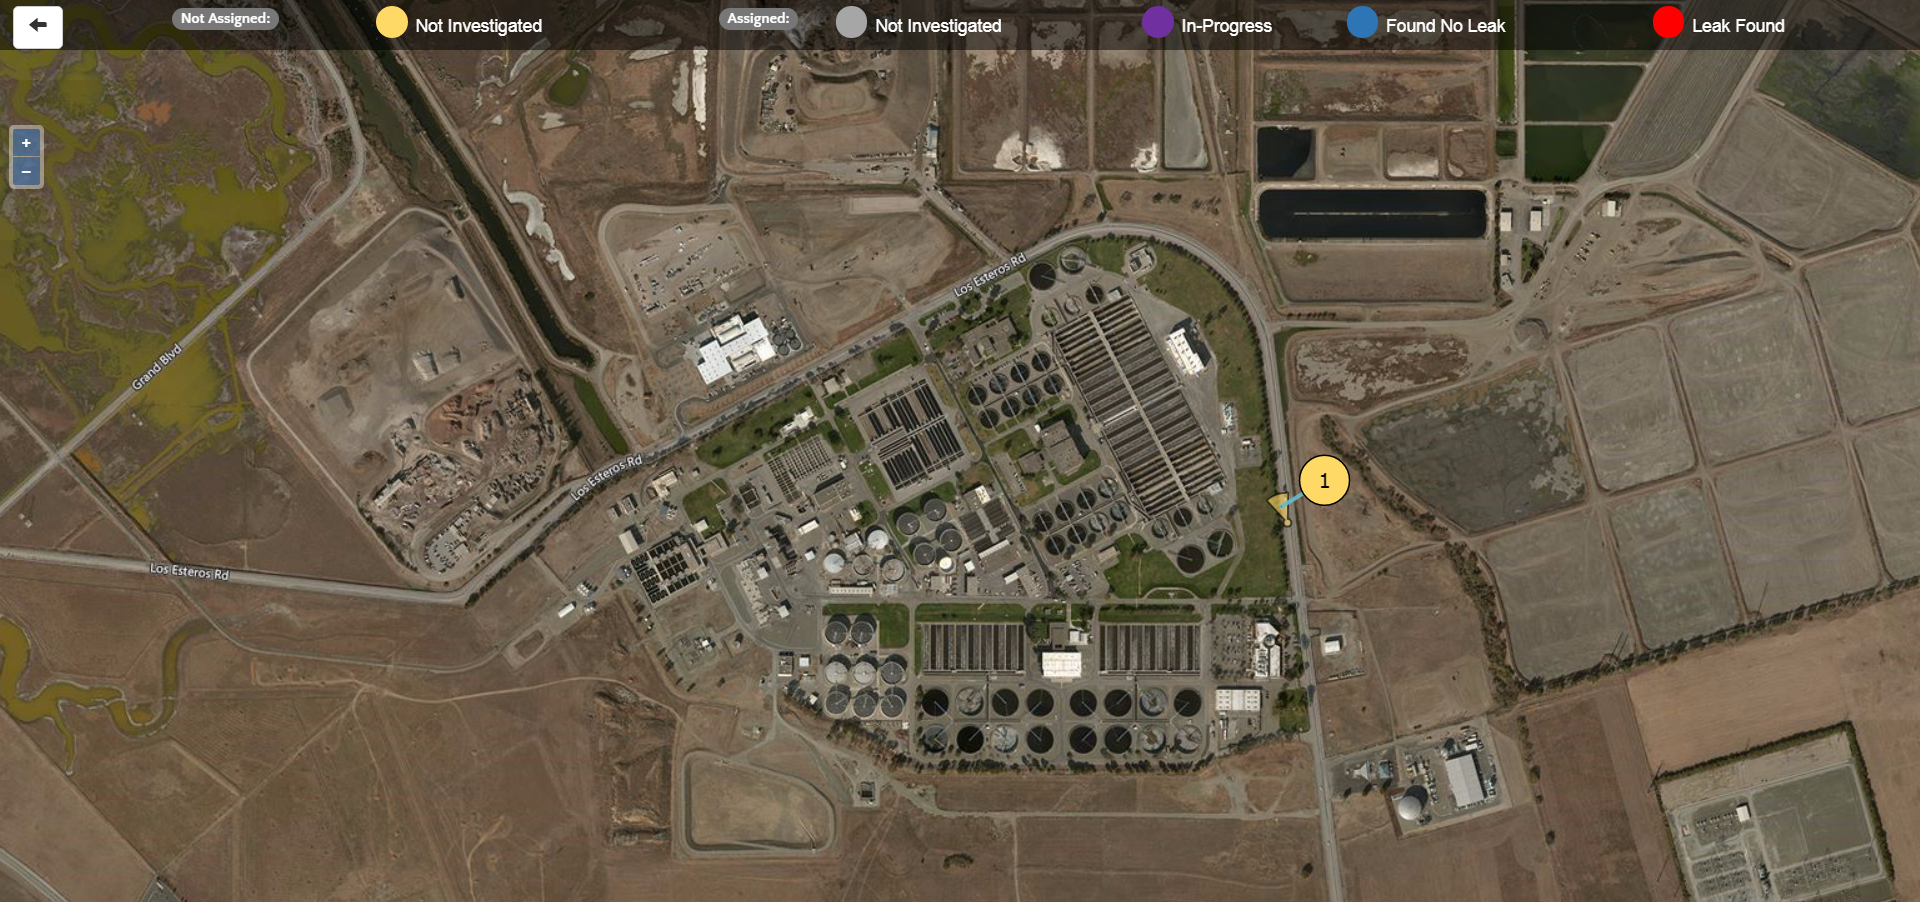 Not Assigned:
Not Investigated
Assigned:
Not Investigated
In-Progress
Found No Leak
Leak Found
+
−
Los Esteros Rd
Grand Blvd
Los Esteros Rd
1
Los Esteros Rd